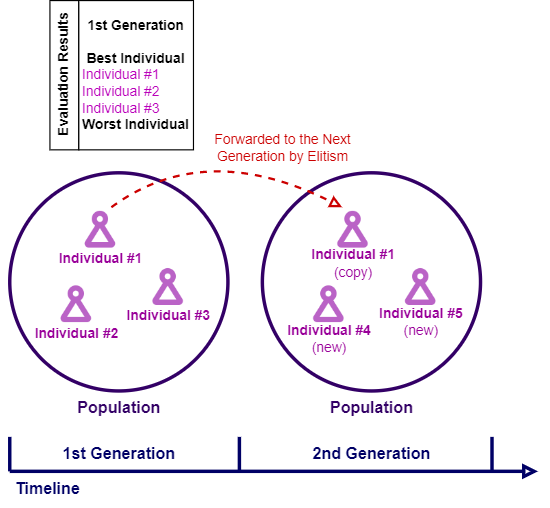 Evaluation Results
1st Generation
Best Individual
Individual #1
Individual #2
Individual #3
Worst Individual
Forwarded to the Next
Generation by Elitism
Individual #1
Individual #2
Individual #3
Population
Individual #1
(copy)
Individual #4
(new)
Individual #5
(new)
Population
1st Generation
2nd Generation
Timeline